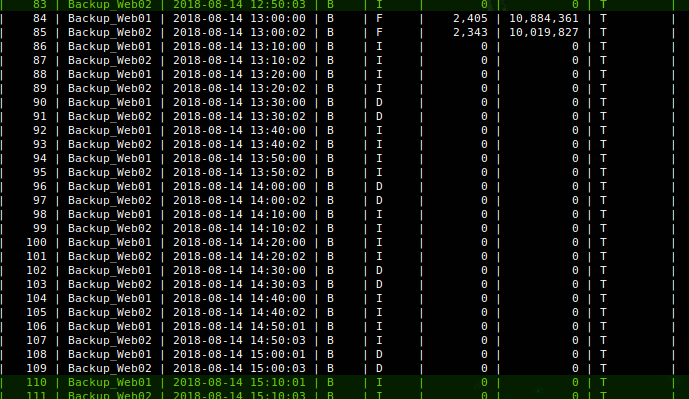 | 83 | Backup_Web02 | 2018-08-14 12:50:03 | B | I | 0 | 0 | T |
| 84 | Backup_Web01 | 2018-08-14 13:00:00 | B | F | 2,405 | 10,884,361 | T |
| 85 | Backup_Web02 | 2018-08-14 13:00:02 | B | F | 2,343 | 10,019,827 | T |
| 86 | Backup_Web01 | 2018-08-14 13:10:00 | B | I | 0 | 0 | T |
| 87 | Backup_Web02 | 2018-08-14 13:10:02 | B | I | 0 | 0 | T |
| 88 | Backup_Web01 | 2018-08-14 13:20:00 | B | I | 0 | 0 | T |
| 89 | Backup_Web02 | 2018-08-14 13:20:02 | B | I | 0 | 0 | T |
| 90 | Backup_Web01 | 2018-08-14 13:30:00 | B | D | 0 | 0 | T |
| 91 | Backup_Web02 | 2018-08-14 13:30:02 | B | D | 0 | 0 | T |
| 92 | Backup_Web01 | 2018-08-14 13:40:00 | B | I | 0 | 0 | T |
| 93 | Backup_Web02 | 2018-08-14 13:40:02 | B | I | 0 | 0 | T |
| 94 | Backup_Web01 | 2018-08-14 13:50:00 | B | I | 0 | 0 | T |
| 95 | Backup_Web02 | 2018-08-14 13:50:02 | B | I | 0 | 0 | T |
| 96 | Backup_Web01 | 2018-08-14 14:00:00 | B | D | 0 | 0 | T |
| 97 | Backup_Web02 | 2018-08-14 14:00:02 | B | D | 0 | 0 | T |
| 98 | Backup_Web01 | 2018-08-14 14:10:00 | B | I | 0 | 0 | T |
| 99 | Backup_Web02 | 2018-08-14 14:10:02 | B | I | 0 | 0 | T |
| 100 | Backup_Web01 | 2018-08-14 14:20:00 | B | I | 0 | 0 | T |
| 101 | Backup_Web02 | 2018-08-14 14:20:02 | B | I | 0 | 0 | T |
| 102 | Backup_Web01 | 2018-08-14 14:30:00 | B | D | 0 | 0 | T |
| 103 | Backup_Web02 | 2018-08-14 14:30:03 | B | D | 0 | 0 | T |
| 104 | Backup_Web01 | 2018-08-14 14:40:00 | B | I | 0 | 0 | T |
| 105 | Backup_Web02 | 2018-08-14 14:40:02 | B | I | 0 | 0 | T |
| 106 | Backup_Web01 | 2018-08-14 14:50:01 | B | I | 0 | 0 | T |
| 107 | Backup_Web02 | 2018-08-14 14:50:03 | B | I | 0 | 0 | T |
| 108 | Backup_Web01 | 2018-08-14 15:00:01 | B | D | 0 | 0 | T |
| 109 | Backup_Web02 | 2018-08-14 15:00:03 | B | D | 0 | 0 | T |
| 110 | Backup_Web01 | 2018-08-14 15:10:01 | B | I | 0 | 0 | T |
| 111 | Backup_Web02 | 2018-08-14 15:10:03 | B | I | 0 | 0 | T |